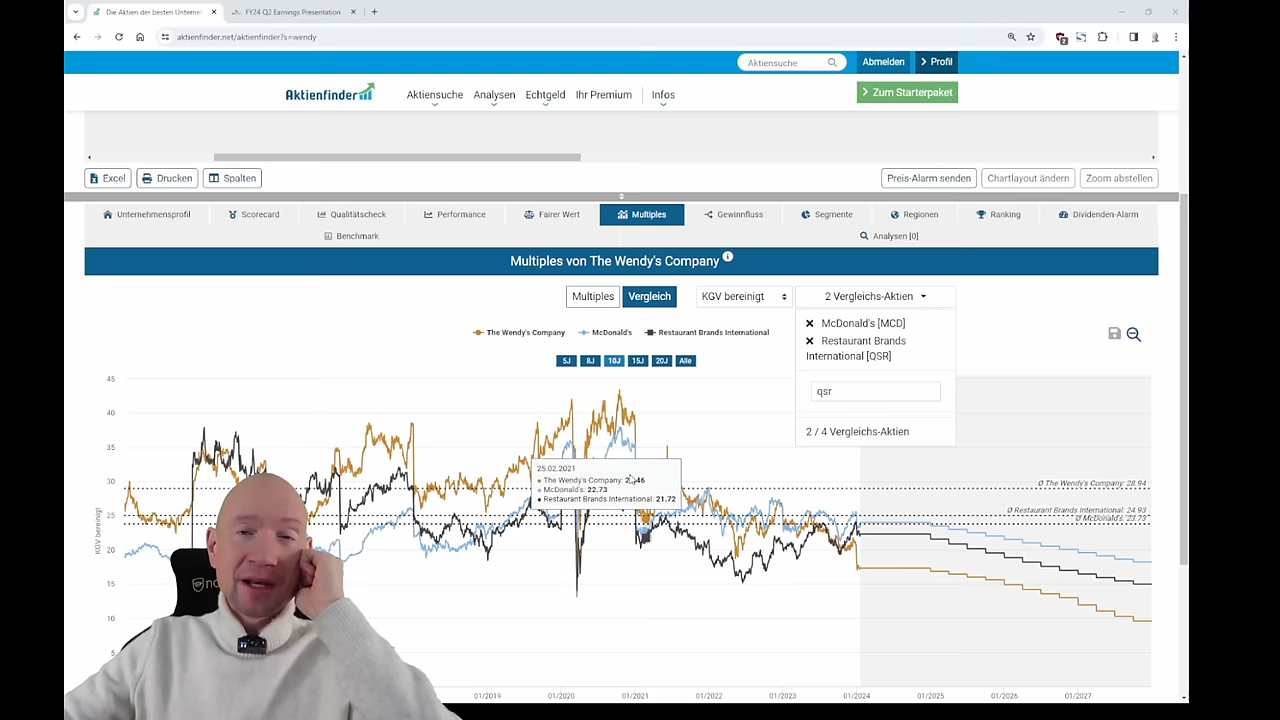 Die Aktien der besten Unterneh
FY24 Q2 Earnings Presentation
aktienfinder.net/aktienfinder?s=wendy
Aktiensuche
Abmelden
Profil
Aktienfinder
Aktiensuche
Analysen
Echtgeld
Ihr Premium
Infos
Zum Starterpaket
Excel
Drucken
Spalten
Preis-Alarm senden
Chartlayout ändern
Zoom abstellen
Unternehmensprofil
Scorecard
Qualitätscheck
Performance
Fairer Wert
Multiples
Gewinnfluss
Segmente
Regionen
Ranking
Dividenden-Alarm
Benchmark
Analysen [0]
Multiples von The Wendy's Company
Multiples
Vergleich
KGV bereinigt
2 Vergleichs-Aktien
The Wendy's Company
McDonald's
Restaurant Brands International
McDonald's [MCD]
Restaurant Brands
International [QSR]
qsr
2 / 4 Vergleichs-Aktien
5J
8J
10J
15J
20J
Alle
45
40
35
30
25
20
15
10
5
KGV bereinigt
25.02.2021
The Wendy's Company:
McDonald's: 22.73
Restaurant Brands International: 21.72
Ø The Wendy's Company: 28.94
Ø Restaurant Brands International: 24.93
Ø McDonald's: 23.73
01/2019
01/2020
01/2021
01/2022
01/2023
01/2024
01/2025
01/2026
01/2027